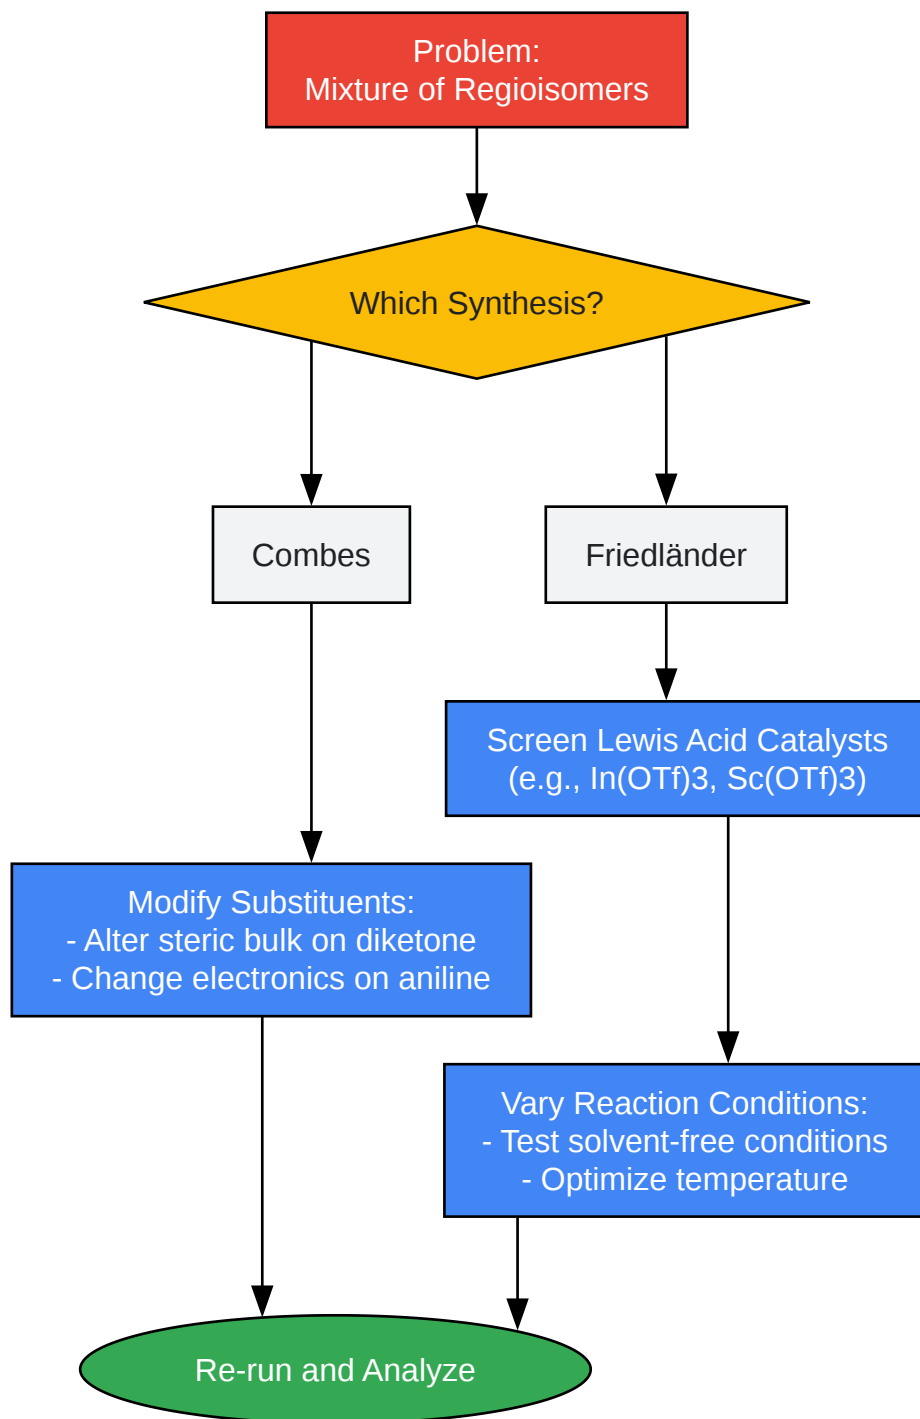 Problem:
Mixture of Regioisomers
Which Synthesis?
Combes
Friedländer
Screen Lewis Acid Catalysts
(e.g., In(OTf)3, Sc(OTf)3)
Modify Substituents:
- Alter steric bulk on diketone
- Change electronics on aniline
Vary Reaction Conditions:
- Test solvent-free conditions
- Optimize temperature
Re-run and Analyze